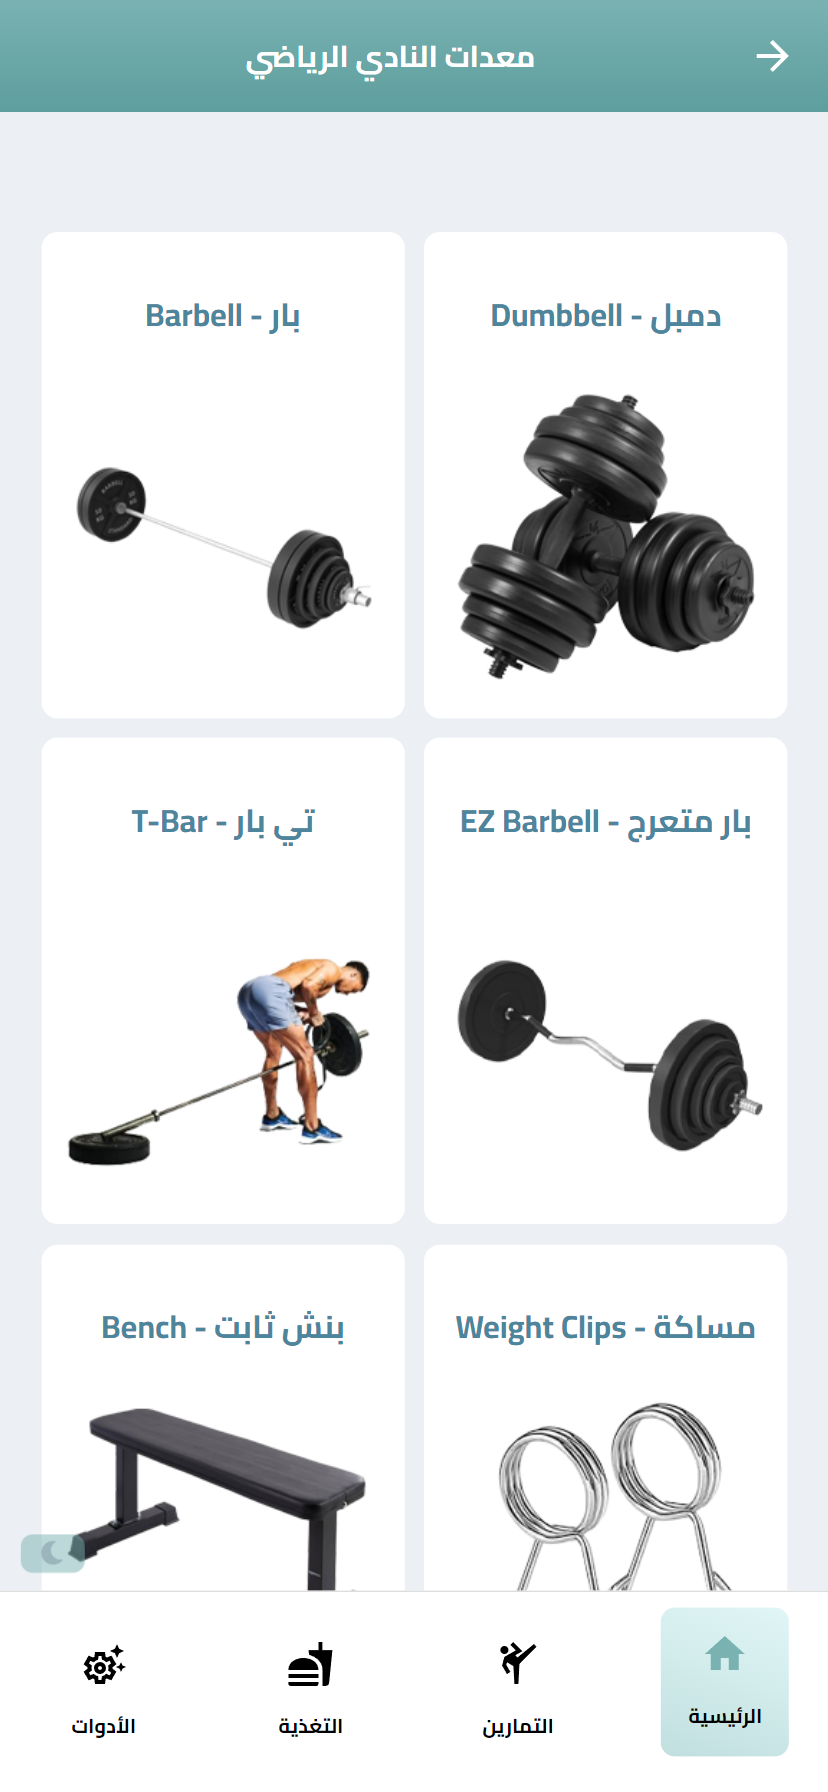 معدات النادي الرياضي
دمبل - Dumbbell
بار - Barbell
BARBELL
بار متعرج - EZ Barbell
تي بار - T-Bar
مساكة - Weight Clips
بنش ثابت - Bench
الرئيسية
التمارين
التغذية
الأدوات